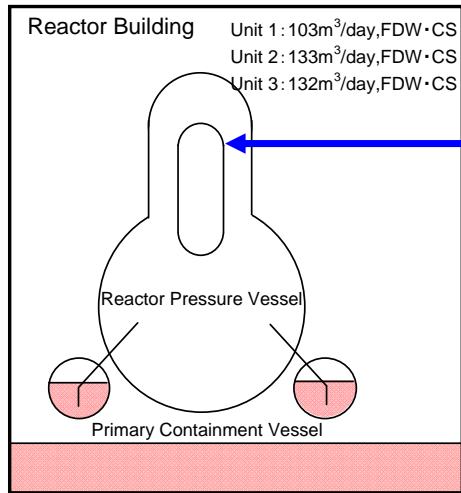 Reactor Building
Unit 1：103m³/day,FDW・CS
Unit 2：133m³/day,FDW・CS
Unit 3：132m³/day,FDW・CS
Reactor Pressure Vessel
Primary Containment Vessel